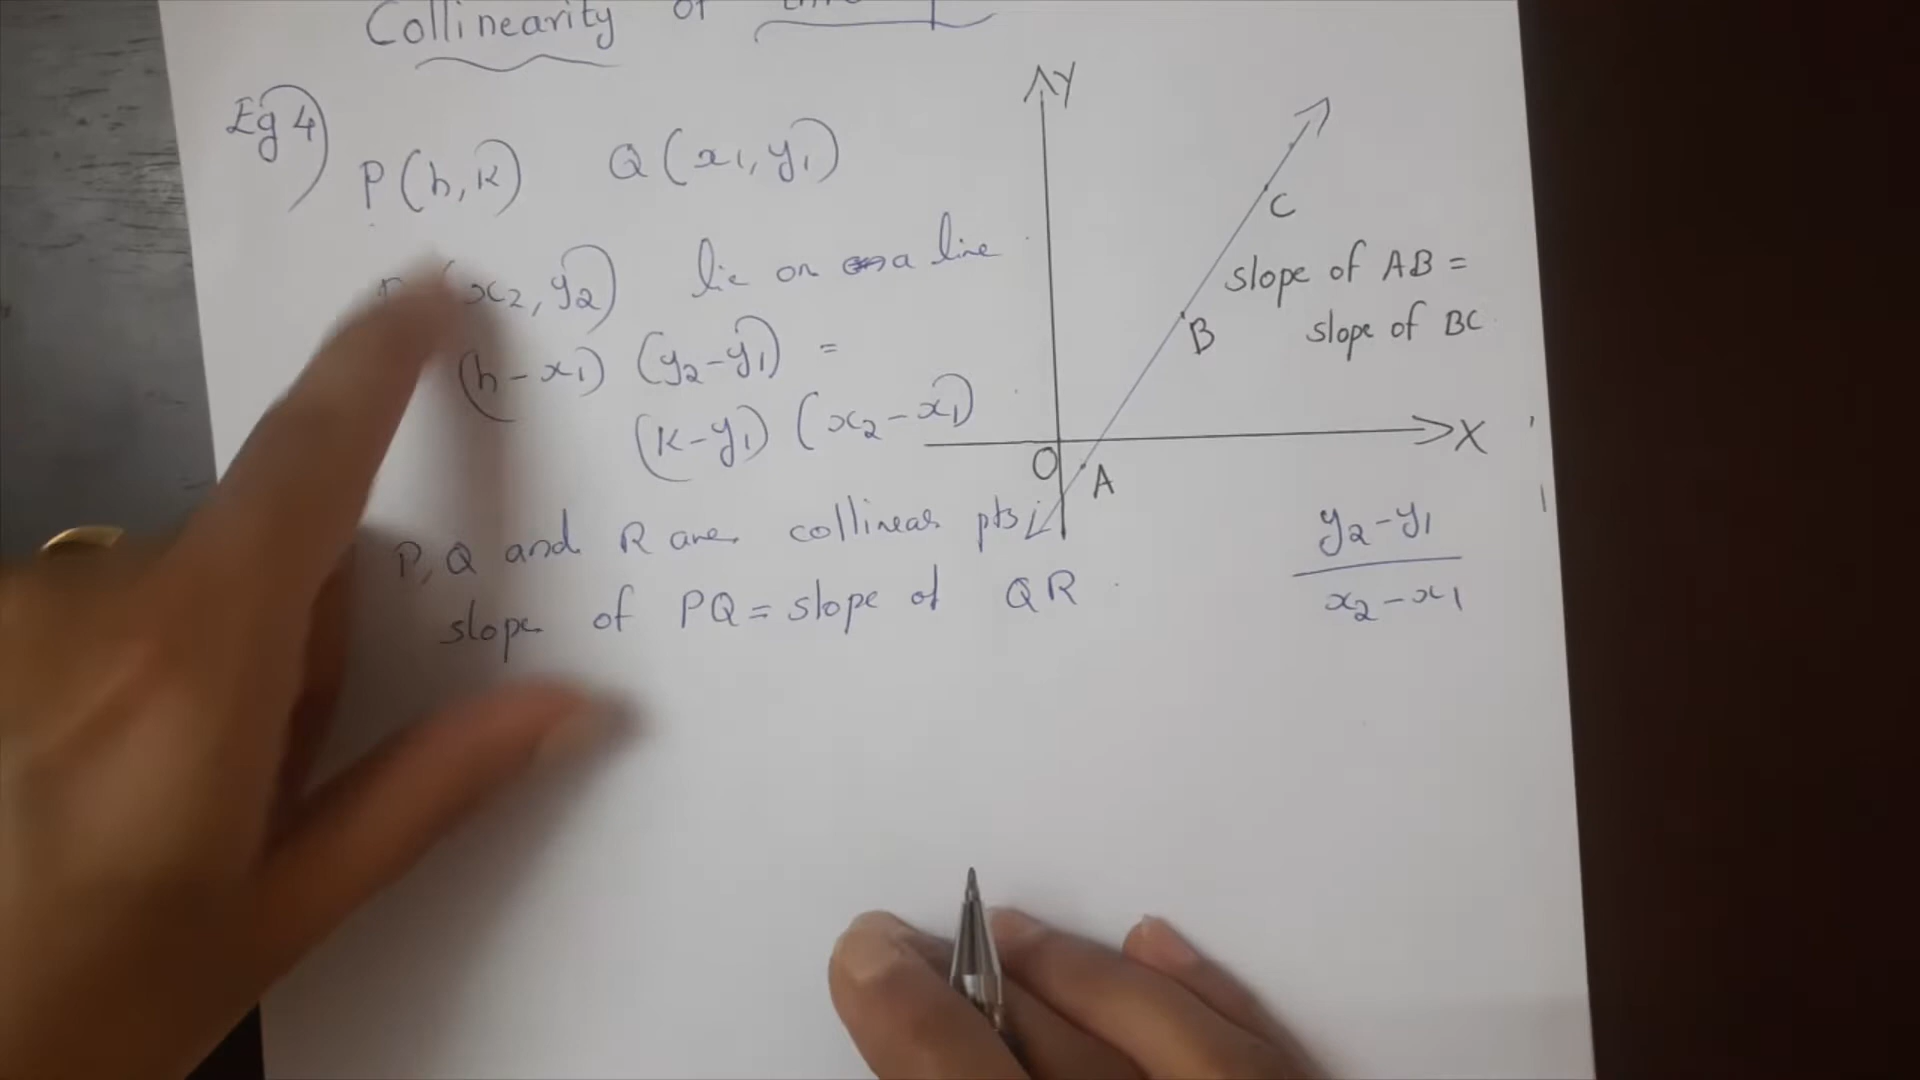 Collinearity of
Eg 4)
P(h,k) Q(x1,y1)
(x2,y2) lie on a line
(h-x1) (y2-y1) =
(k-y1) (x2-x1)
P, Q and R are collinear pts
slope of PQ = slope of QR
Y
C
slope of AB =
slope of BC
B
X
O
A
y2-y1
x2-x1